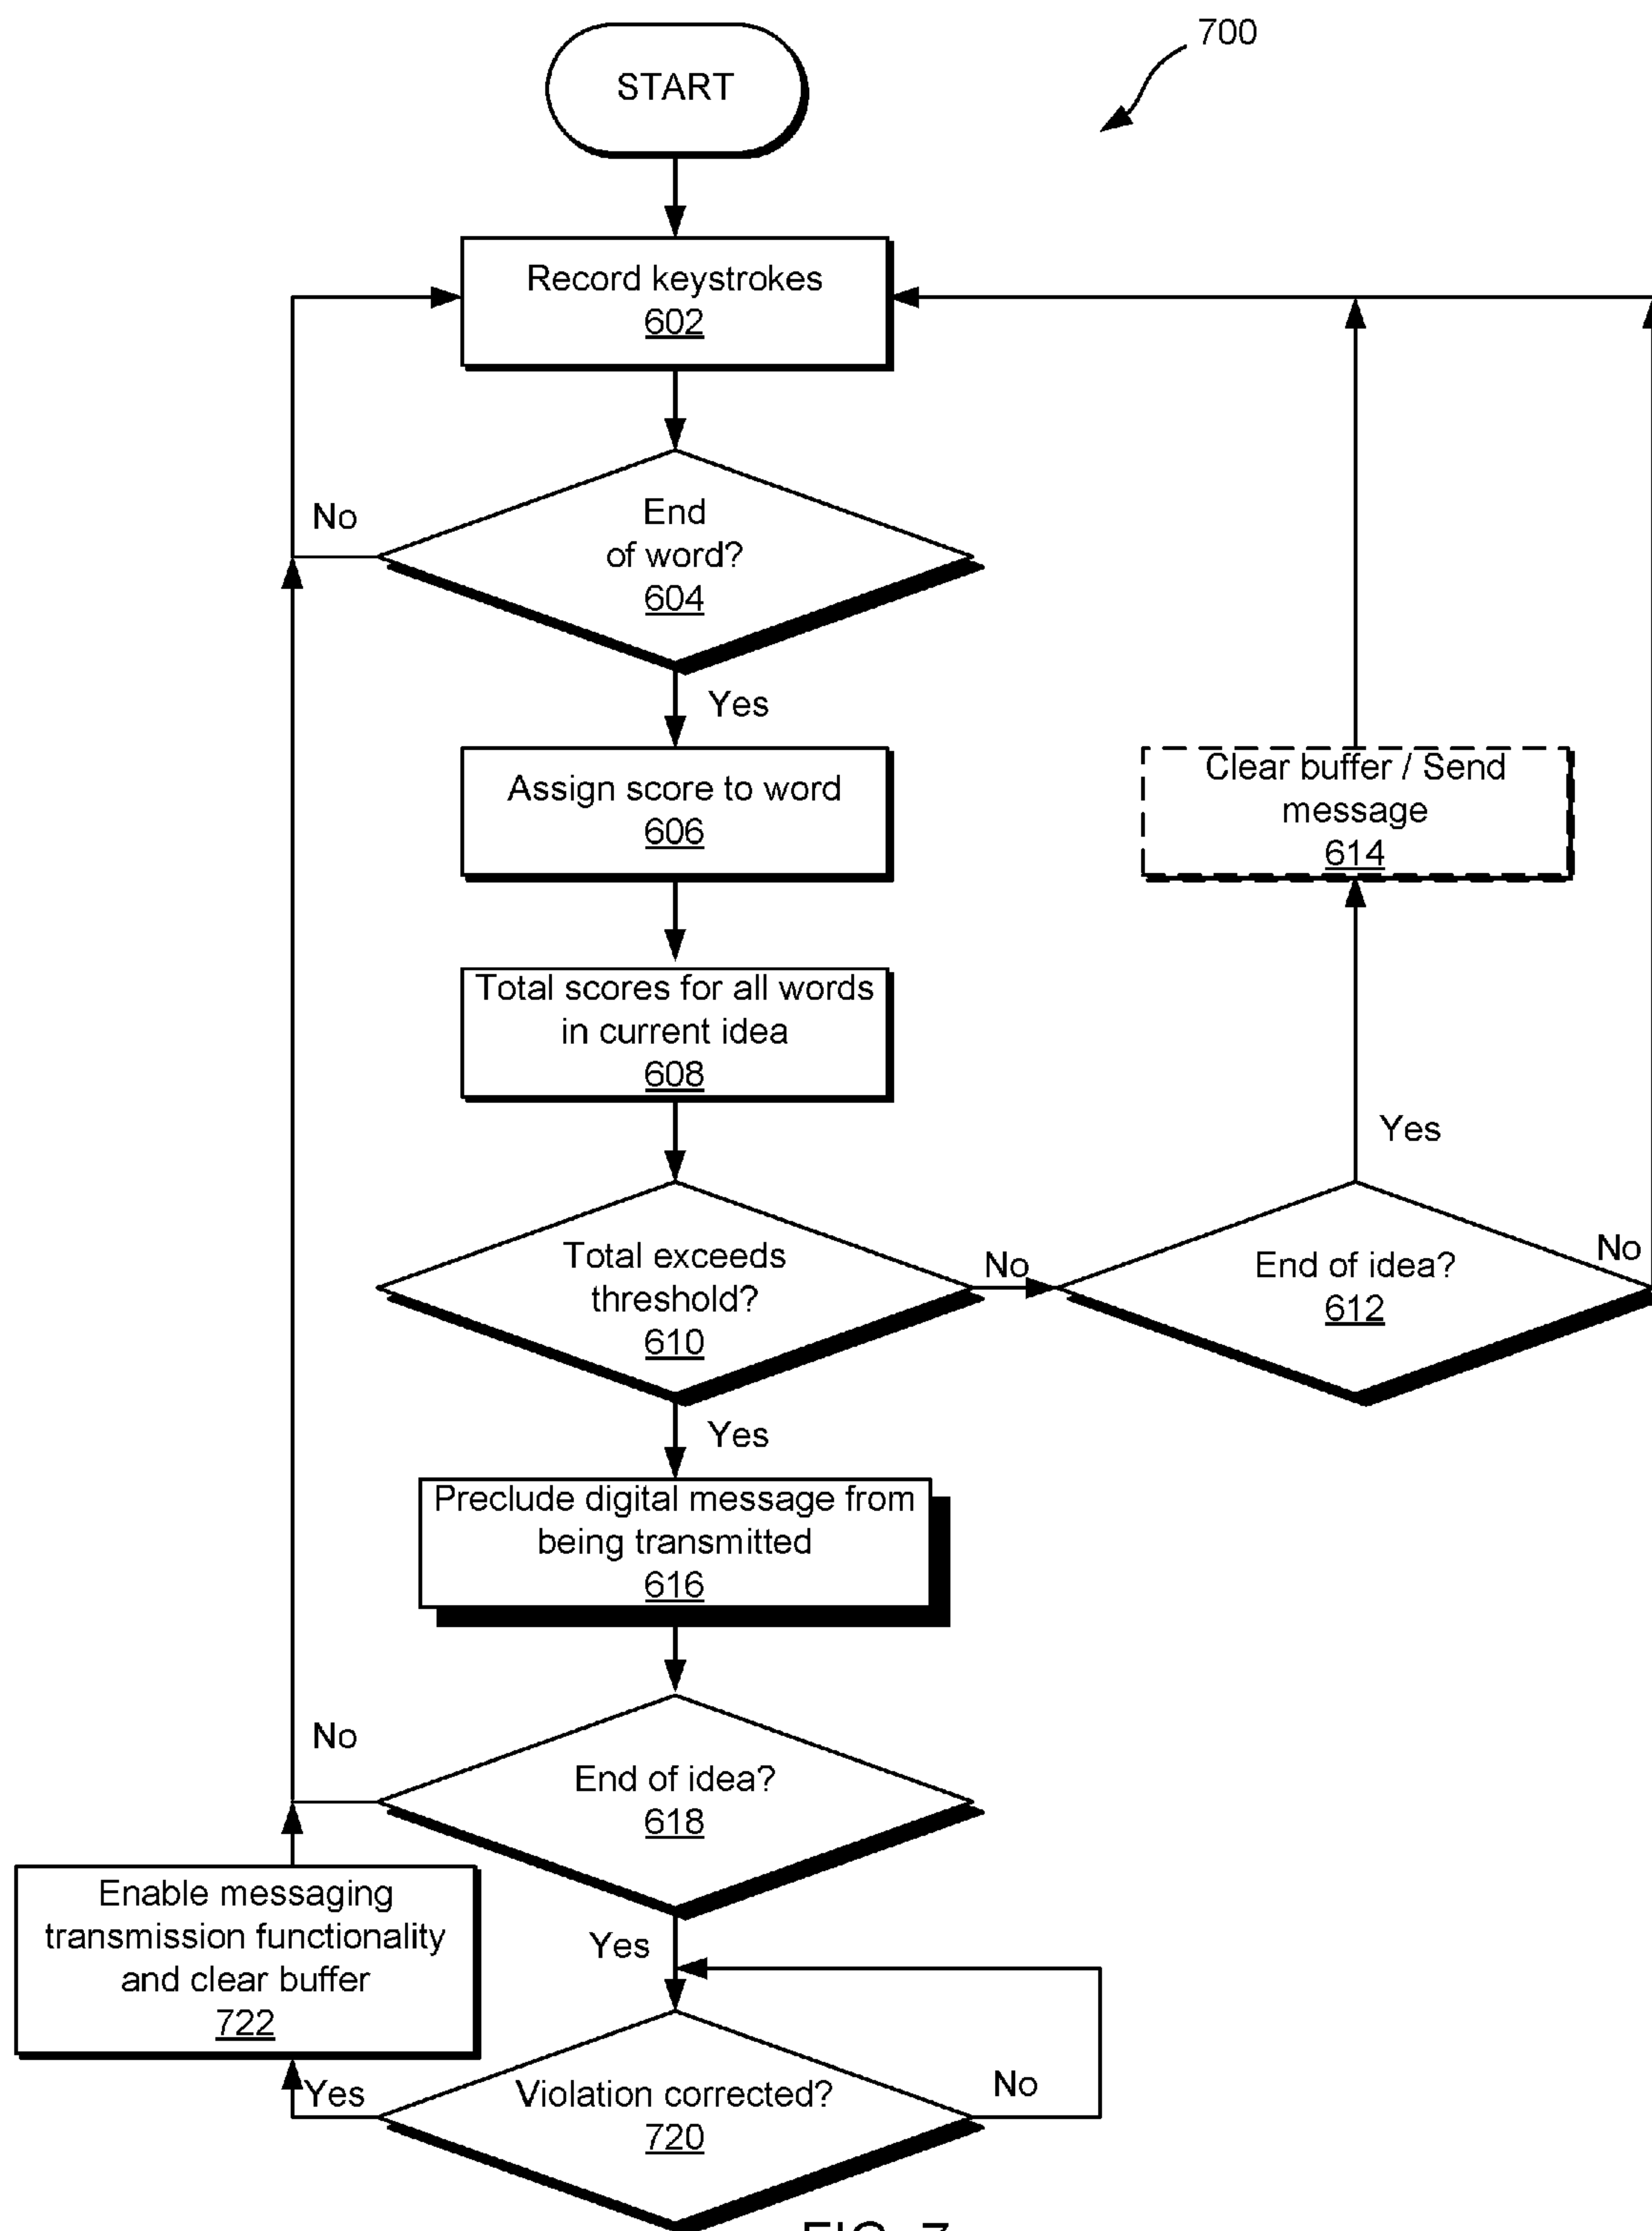 700
START
Record keystrokes
602
No
End
of word?
604
Yes
Assign score to word
606
Clear buffer / Send
message
614
Total scores for all words
in current idea
608
Yes
Total exceeds
threshold?
610
No
End of idea?
612
No
Yes
Preclude digital message from
being transmitted
616
No
End of idea?
618
Enable messaging
transmission functionality
and clear buffer
722
Yes
Yes
Violation corrected?
720
No